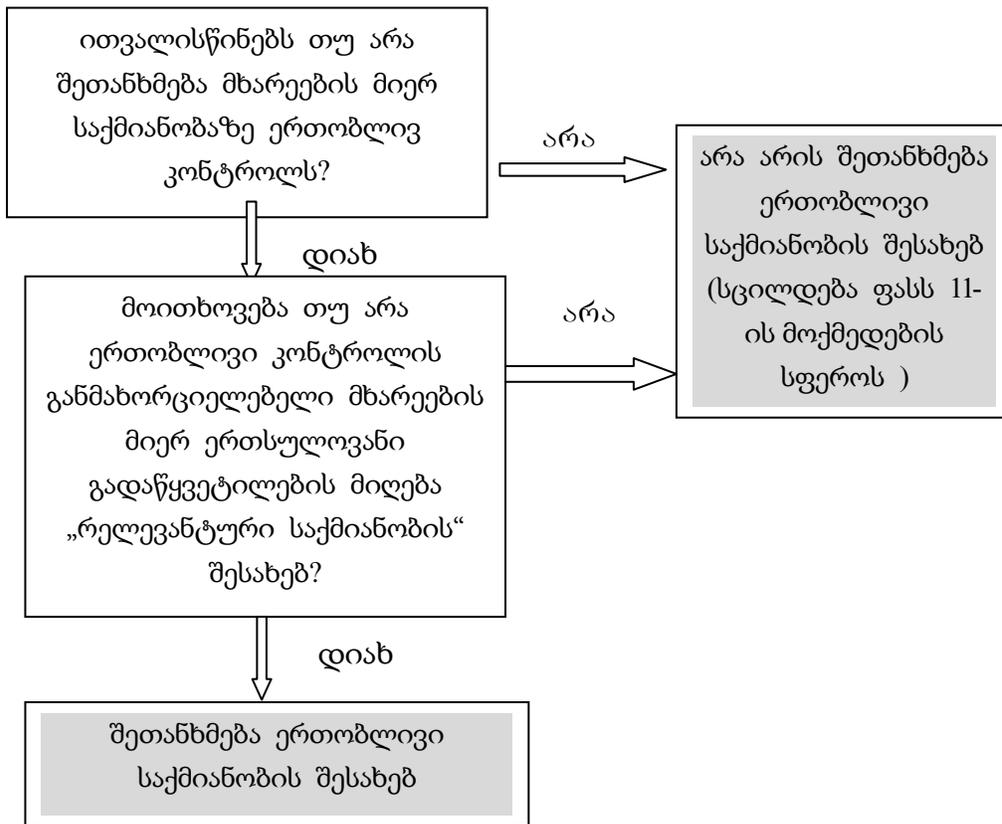 ითვალისწინებს თუ არა
შეთანხმება მხარეების მიერ
საქმიანობაზე ერთობლივ
კონტროლს?
არა
არა არის შეთანხმება
ერთობლივი
საქმიანობის შესახებ
(სცილდება ფასს 11-
ის მოქმედების
სფეროს )
დიახ
მოითხოვება თუ არა
ერთობლივი კონტროლის
განმახორციელებელი მხარეების
მიერ ერთსულოვანი
გადაწყვეტილების მიღება
„რელევანტური საქმიანობის“
შესახებ?
არა
დიახ
შეთანხმება ერთობლივი
საქმიანობის შესახებ